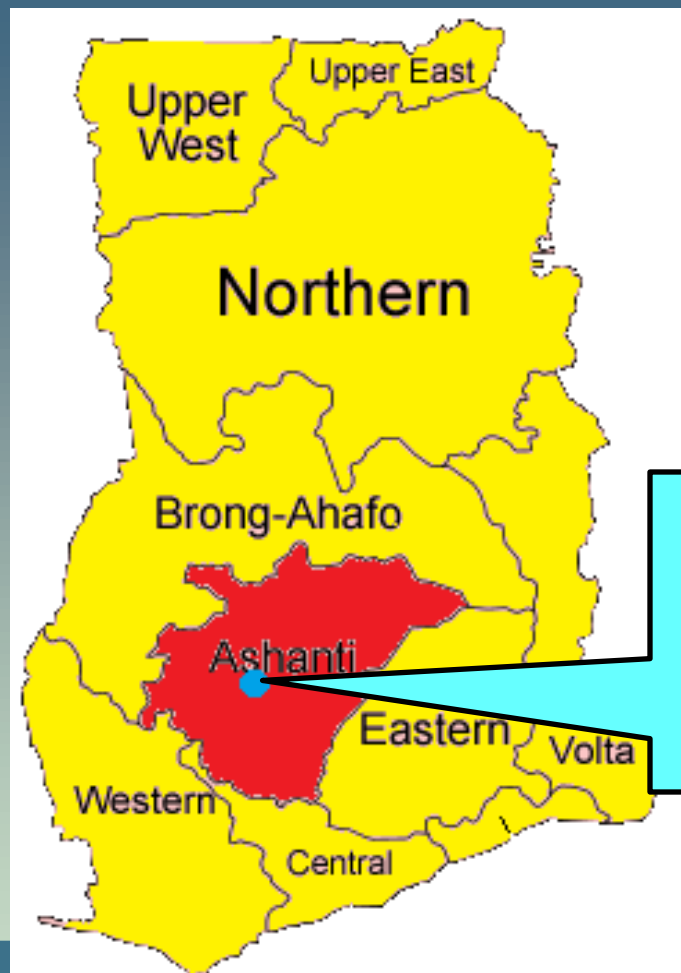 Upper East
Upper
West
Northern
Brong-Ahafo
Ashanti
Eastern
Volta
Western
Central